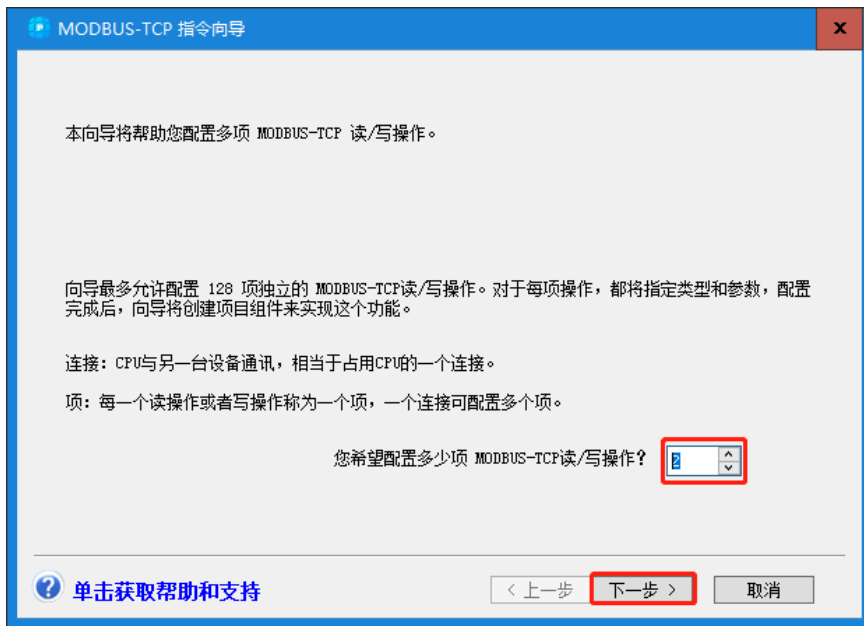 MODBUS-TCP 指令向导
本向导将帮助您配置多项 MODBUS-TCP 读/写操作。
向导最多允许配置 128 项独立的 MODBUS-TCP读/写操作。对于每项操作，都将指定类型和参数，配置
完成后，向导将创建项目组件来实现这个功能。
连接：CPU与另一台设备通讯，相当于占用CPU的一个连接。
项：每一个读操作或者写操作称为一个项，一个连接可配置多个项。
您希望配置多少项 MODBUS-TCP读/写操作？ 2
单击获取帮助和支持 < 上一步 下一步 > 取消